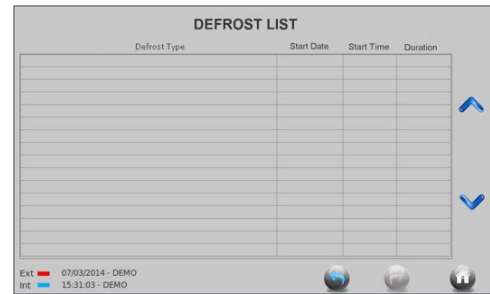 DEFROST LIST
Defrost Type Start Date Start Time Duration
Ext 07/03/2014 - DEMO
Int 15:31:03 - DEMO